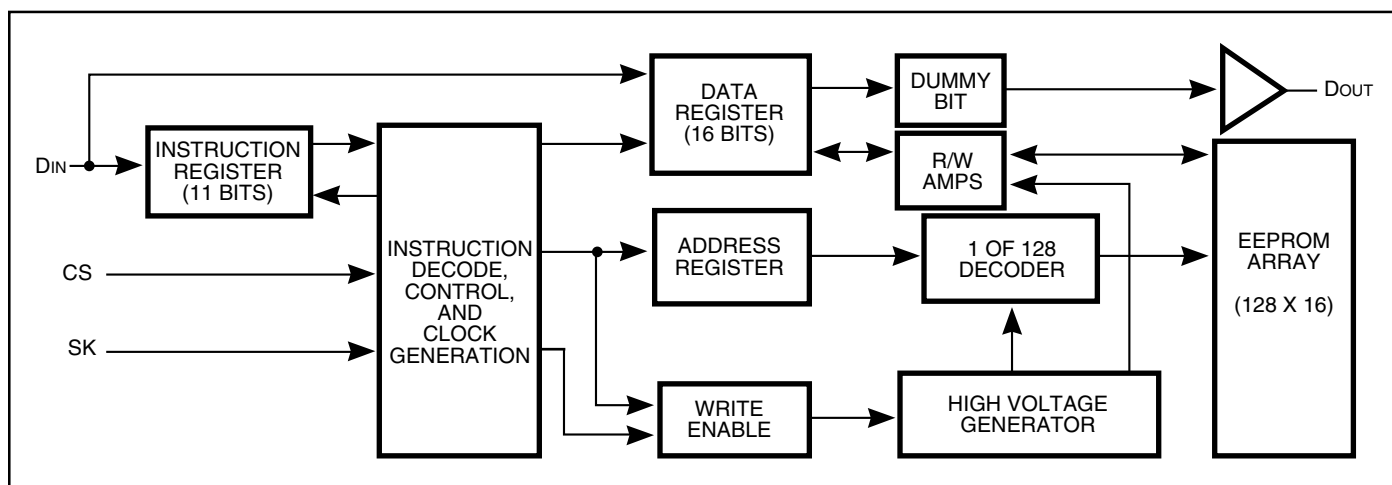 DATA
REGISTER
(16 BITS)
DUMMY
BIT
DOUT
INSTRUCTION
REGISTER
(11 BITS)
DIN
R/W
AMPS
INSTRUCTION
DECODE,
CONTROL,
AND
CLOCK
GENERATION
ADDRESS
REGISTER
1 OF 128
DECODER
EEPROM
ARRAY
(128 X 16)
CS
SK
WRITE
ENABLE
HIGH VOLTAGE
GENERATOR